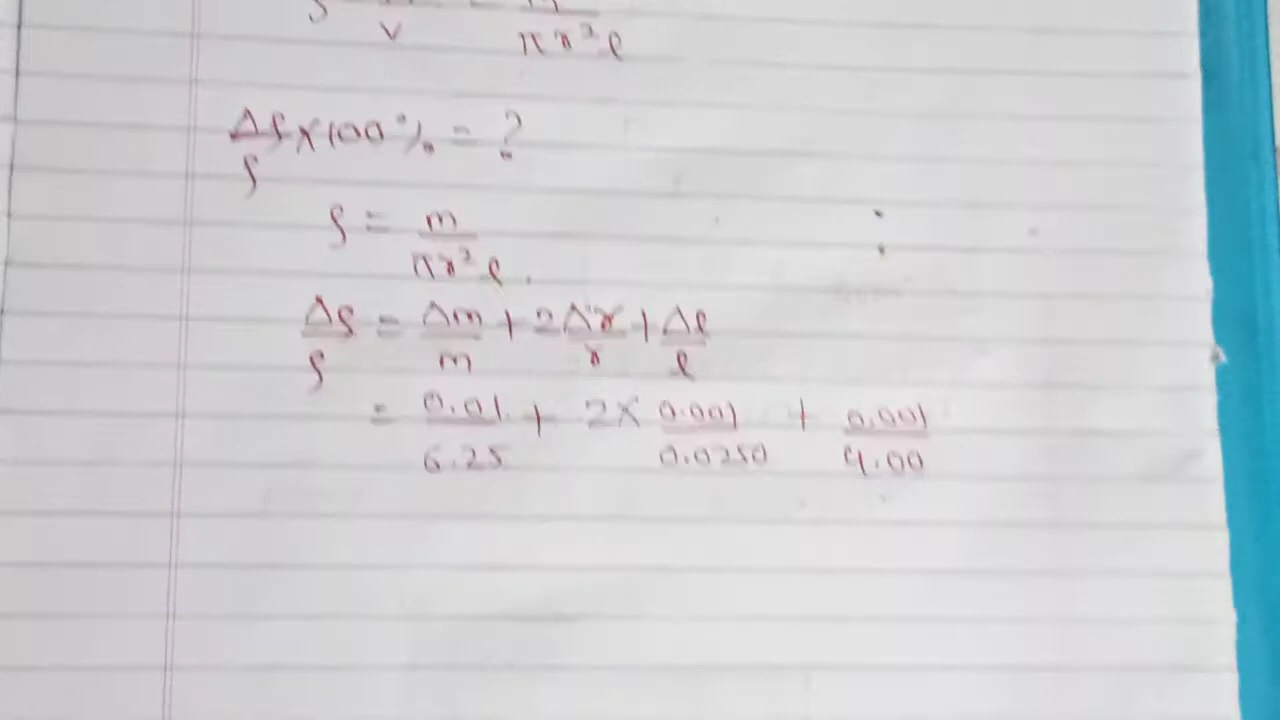 v πr²l
Δρ/ρ × 100% = ?
ρ = m/πr²l.
Δρ/ρ = Δm/m + 2Δr/r + Δl/l
= 0.01/6.25 + 2× 0.001/0.0250 + 0.001/4.00